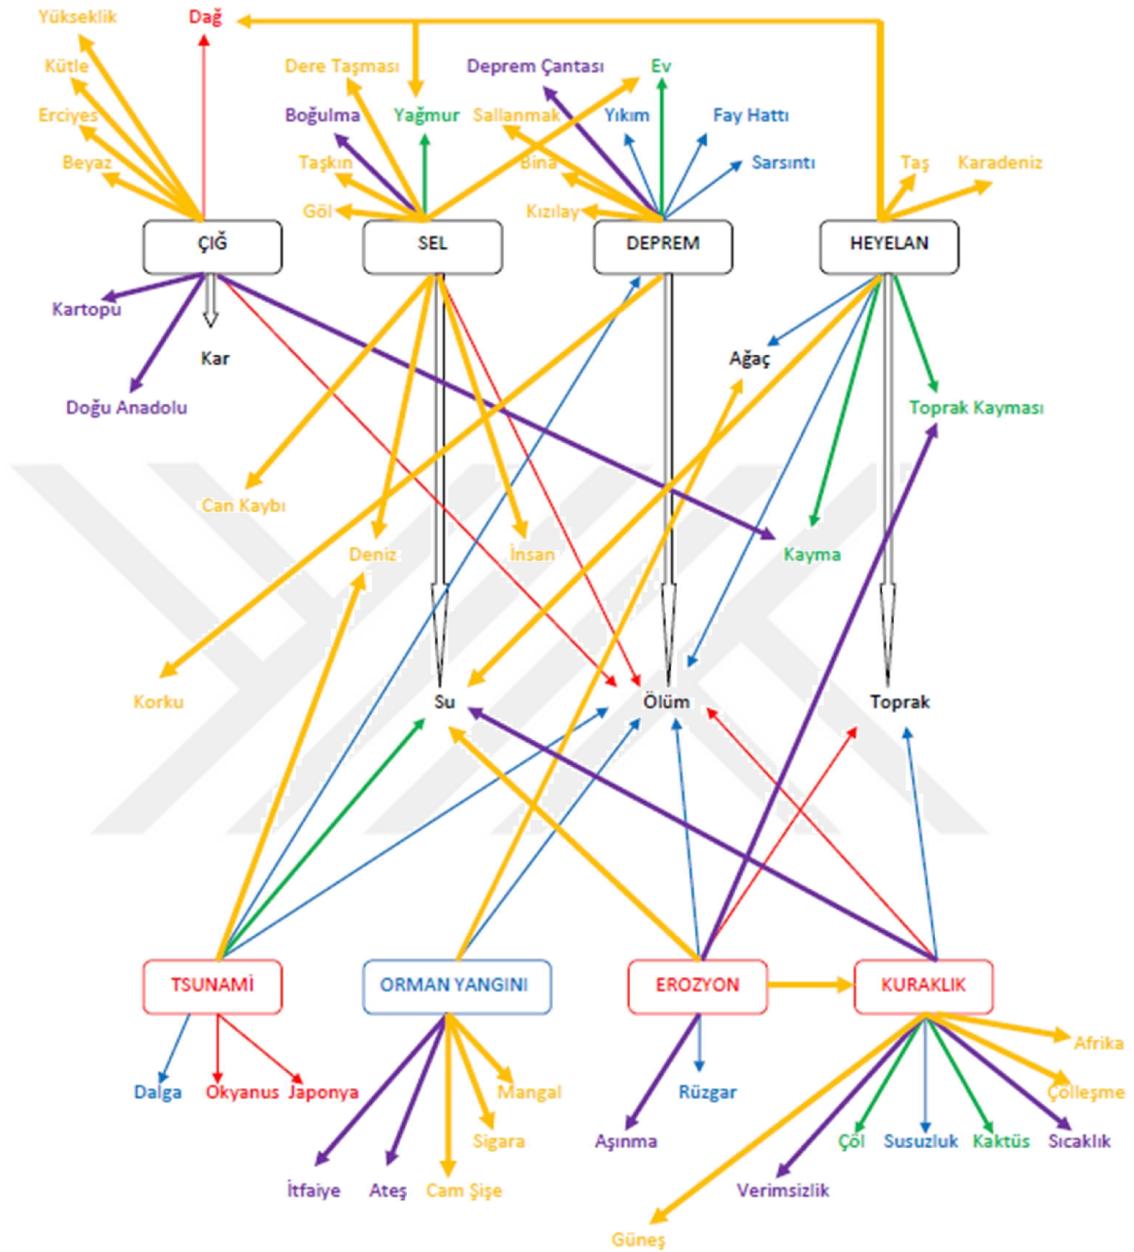 Yükseklik
Dağ
Kütle
Dere Taşması
Deprem Çantası
Ev
Erciyes
Boğulma
Yağmur
Sallanmak
Yıkım
Fay Hattı
Beyaz
Taşkın
Bina
Sarsıntı
Taş
Karadeniz
Göl
Kızılay
ÇIĞ
SEL
DEPREM
HEYELAN
Kartopu
Kar
Ağaç
Doğu Anadolu
Toprak Kayması
Can Kaybı
Deniz
İnsan
Kayma
Korku
Su
Ölüm
Toprak
TSUNAMİ
ORMAN YANGINI
EROZYON
KURAKLIK
Afrika
Dalga
Okyanus
Japonya
Mangal
Rüzgar
Çölleşme
Sigara
Aşınma
Çöl
Susuzluk
Kaktüs
Sıcaklık
İtfaiye
Ateş
Cam Şişe
Verimsizlik
Güneş